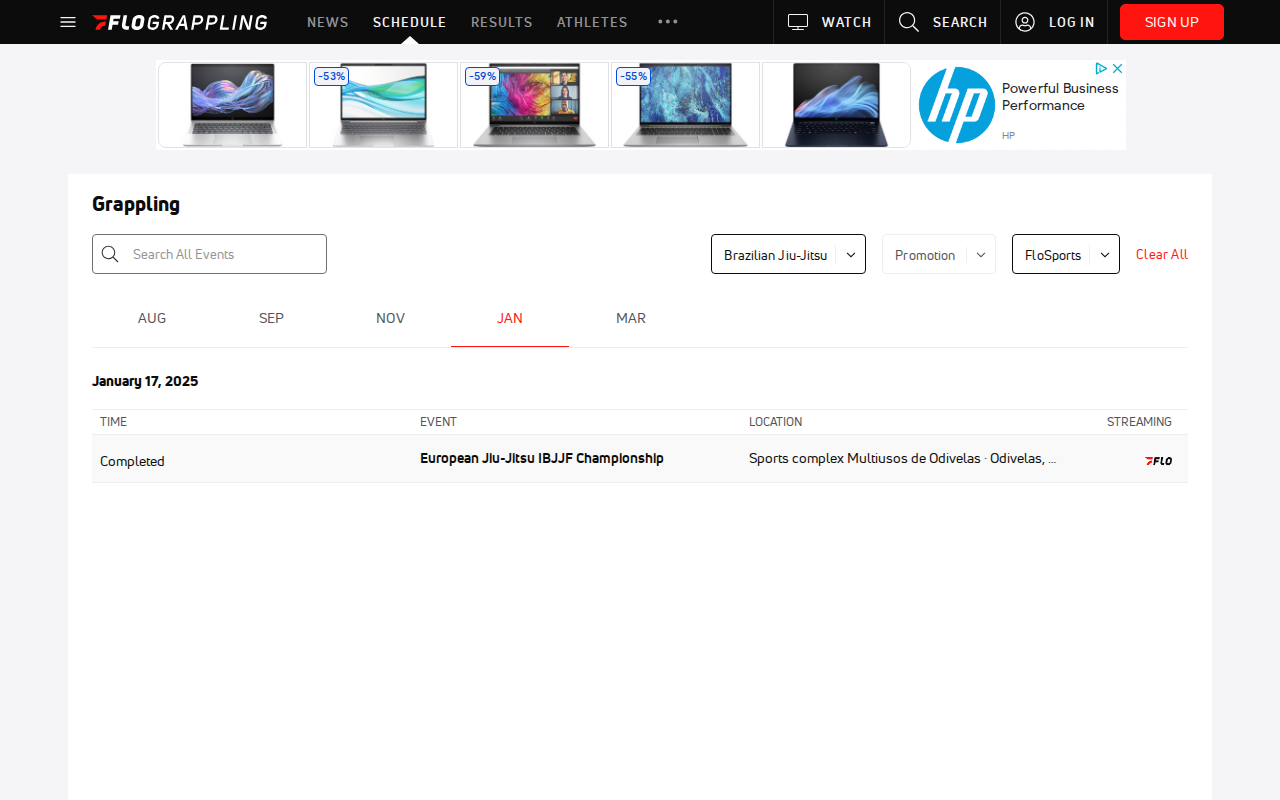 FLOGRAPPLING NEWS SCHEDULE RESULTS ATHLETES WATCH SEARCH LOG IN SIGN UP
-53% -59% -55%
hp
Powerful Business
Performance
HP
Grappling
Search All Events Brazilian Jiu-Jitsu Promotion FloSports Clear All
AUG SEP NOV JAN MAR
January 17, 2025
TIME EVENT LOCATION STREAMING
Completed European Jiu-Jitsu IBJJF Championship Sports complex Multiusos de Odivelas · Odivelas, ... FLO